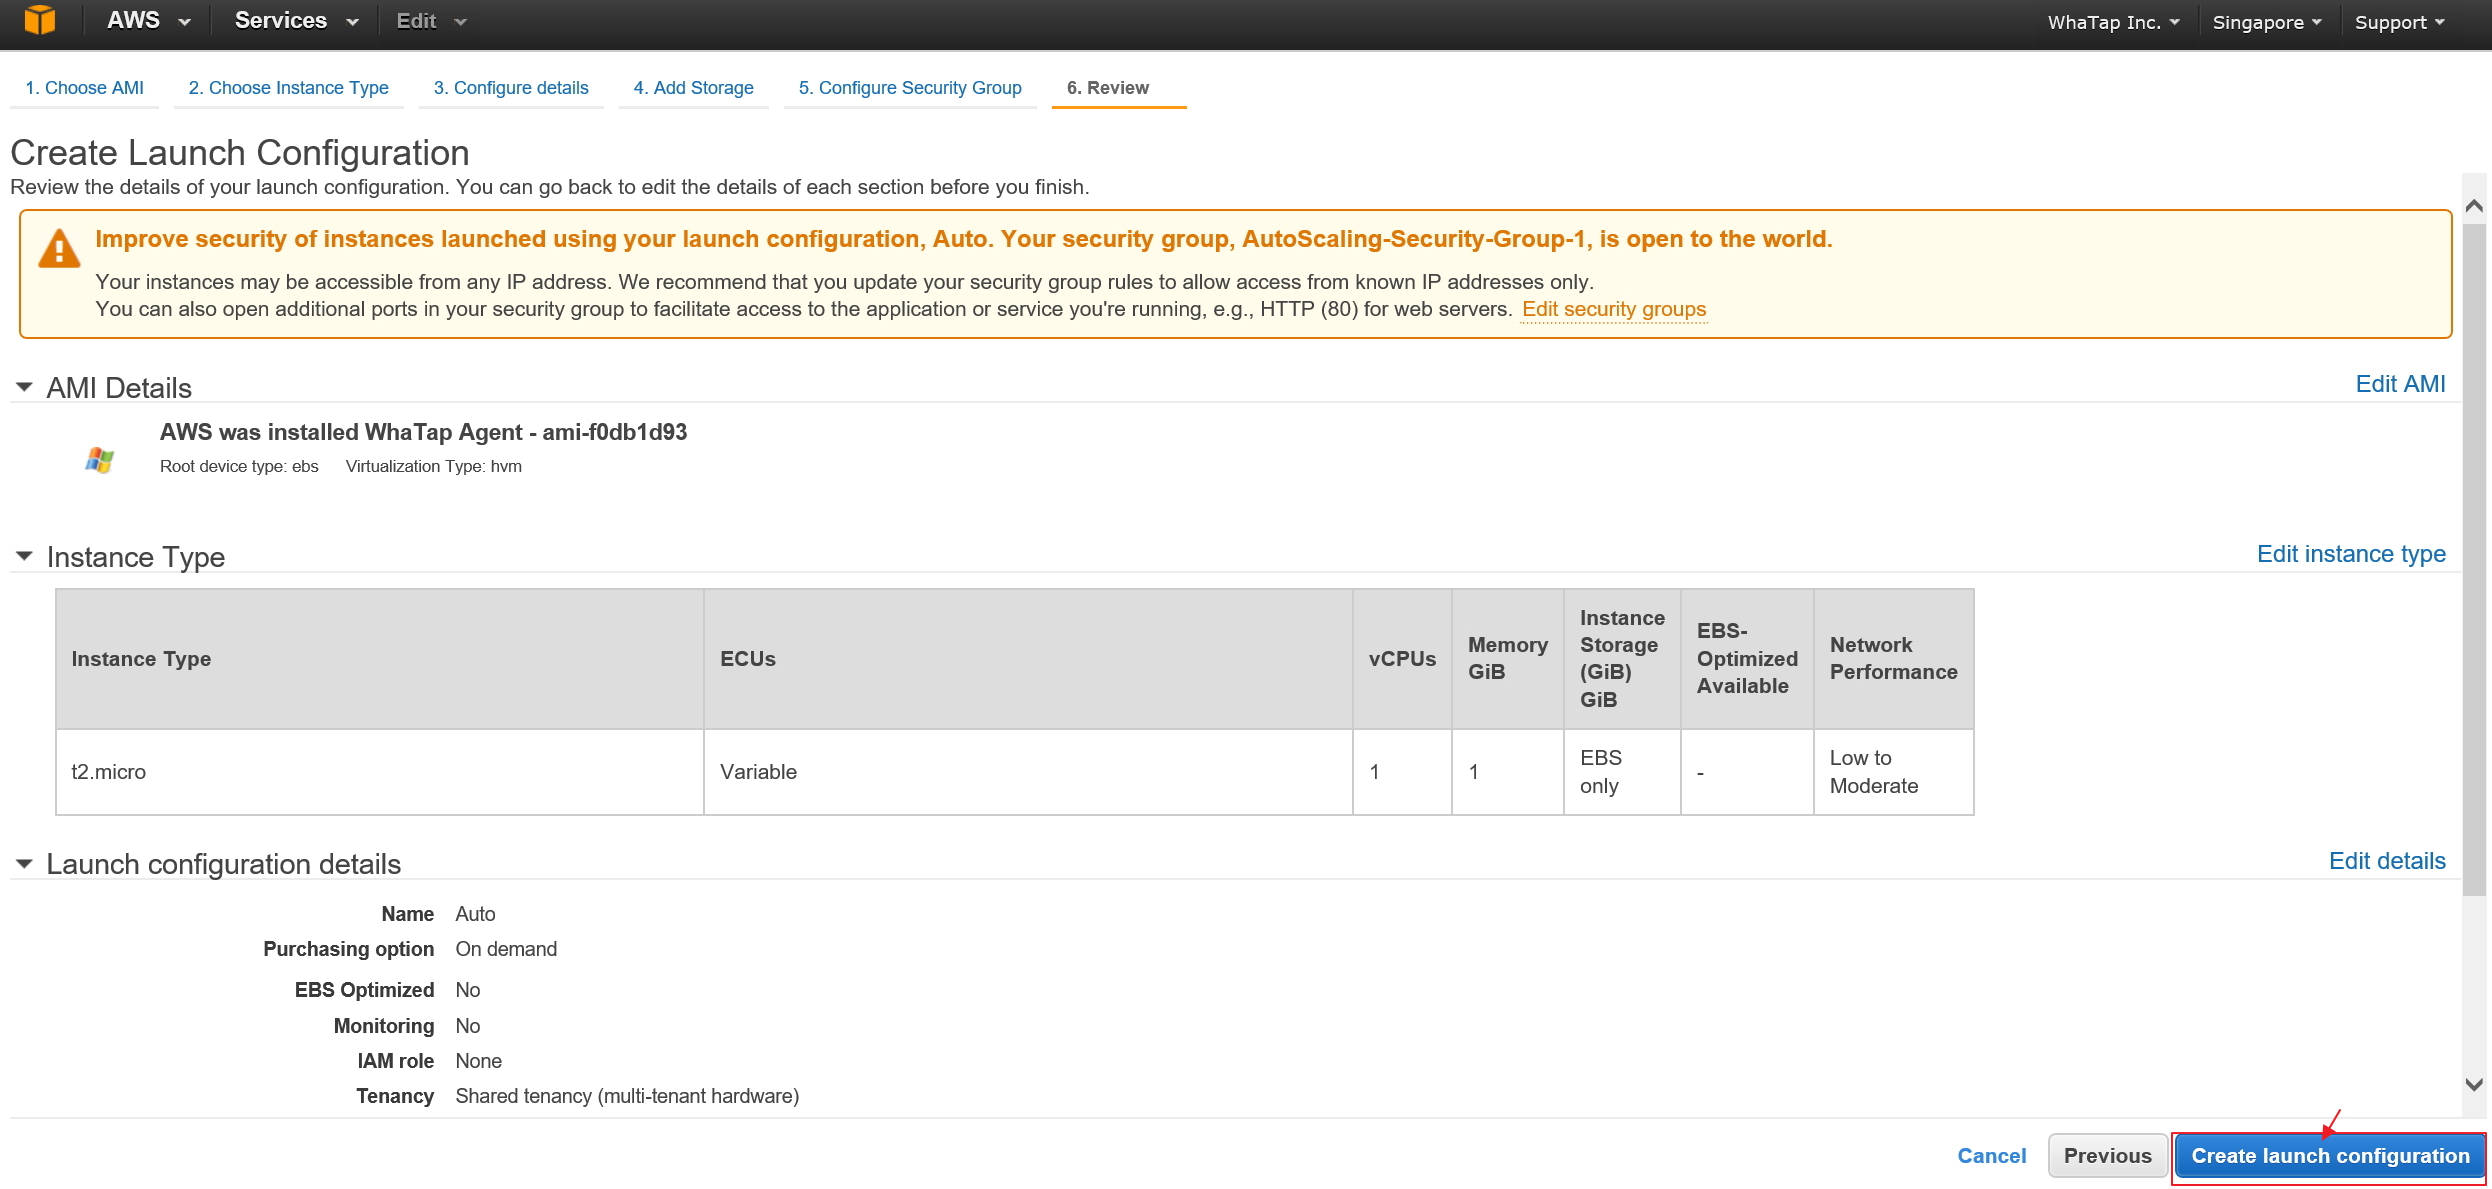 AWS Services Edit WhaTap Inc. Singapore Support
1. Choose AMI 2. Choose Instance Type 3. Configure details 4. Add Storage 5. Configure Security Group 6. Review
Create Launch Configuration
Review the details of your launch configuration. You can go back to edit the details of each section before you finish.
Improve security of instances launched using your launch configuration, Auto. Your security group, AutoScaling-Security-Group-1, is open to the world.
Your instances may be accessible from any IP address. We recommend that you update your security group rules to allow access from known IP addresses only.
You can also open additional ports in your security group to facilitate access to the application or service you're running, e.g., HTTP (80) for web servers. Edit security groups
AMI Details Edit AMI
AWS was installed WhaTap Agent - ami-f0db1d93
Root device type: ebs Virtualization Type: hvm
Instance Type Edit instance type
Instance Type
ECUs
vCPUs
Memory
GiB
Instance
Storage
(GiB)
GiB
EBS-
Optimized
Available
Network
Performance
t2.micro
Variable
1
1
EBS
only
-
Low to
Moderate
Launch configuration details Edit details
Name Auto
Purchasing option On demand
EBS Optimized No
Monitoring No
IAM role None
Tenancy Shared tenancy (multi-tenant hardware)
Cancel Previous Create launch configuration